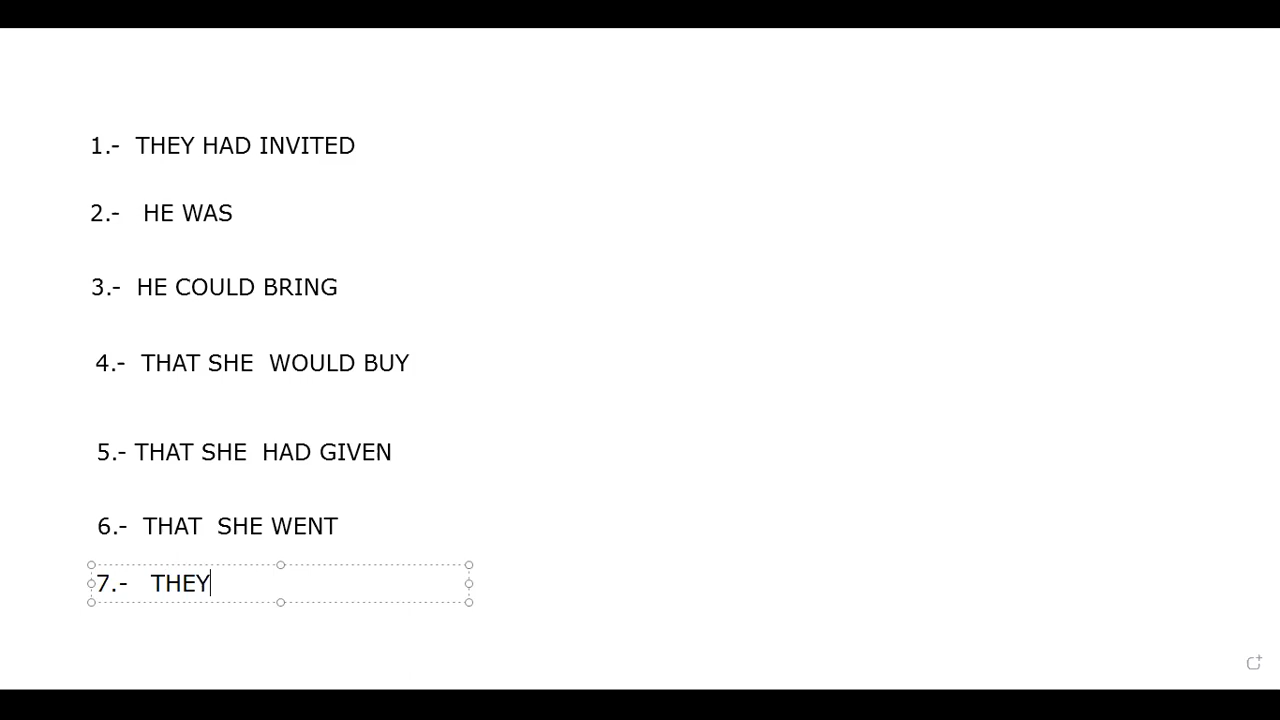 1.- THEY HAD INVITED
2.- HE WAS
3.- HE COULD BRING
4.- THAT SHE WOULD BUY
5.- THAT SHE HAD GIVEN
6.- THAT SHE WENT
7.- THEY